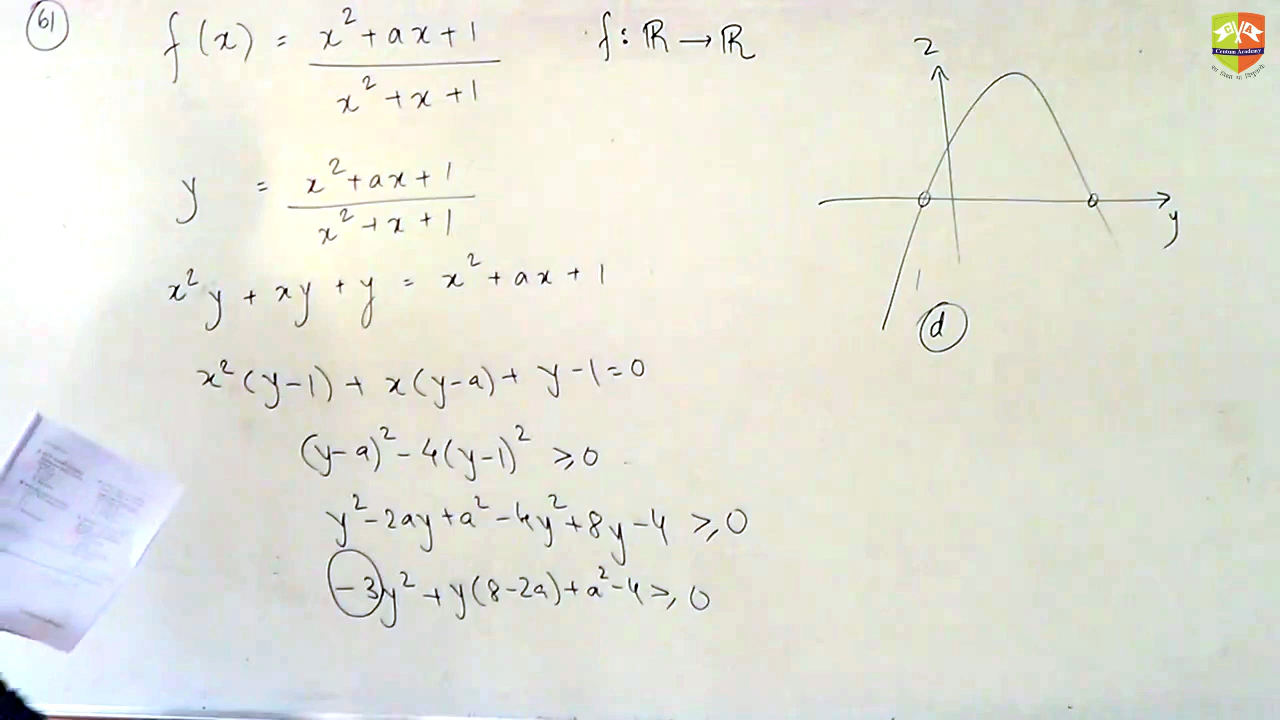 61
f(x) = (x² + ax + 1)/(x² + x + 1)    f : ℝ → ℝ
y = (x² + ax + 1)/(x² + x + 1)
x²y + xy + y = x² + ax + 1
x²(y-1) + x(y-a) + y-1 = 0
(y-a)² - 4(y-1)² ≥ 0
y² - 2ay + a² - 4y² + 8y - 4 ≥ 0
-3y² + y(8-2a) + a² - 4 ≥ 0
z
y
d
Centum Academy